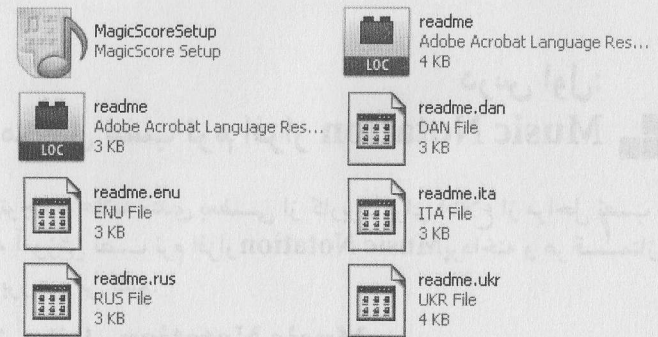 MagicScoreSetup
MagicScore Setup
readme
Adobe Acrobat Language Res...
4 KB
LOC
readme
Adobe Acrobat Language Res...
3 KB
LOC
readme.dan
DAN File
3 KB
readme.enu
ENU File
3 KB
readme.ita
ITA File
3 KB
readme.rus
RUS File
3 KB
readme.ukr
UKR File
4 KB